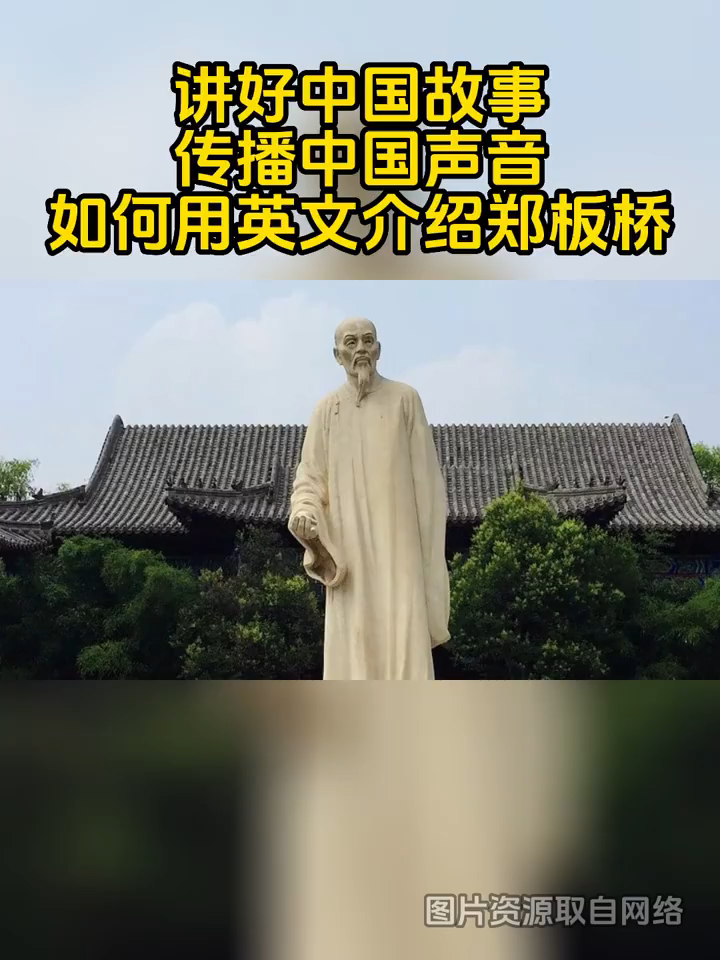 讲好中国故事
传播中国声音
如何用英文介绍郑板桥
图片资源取自网络